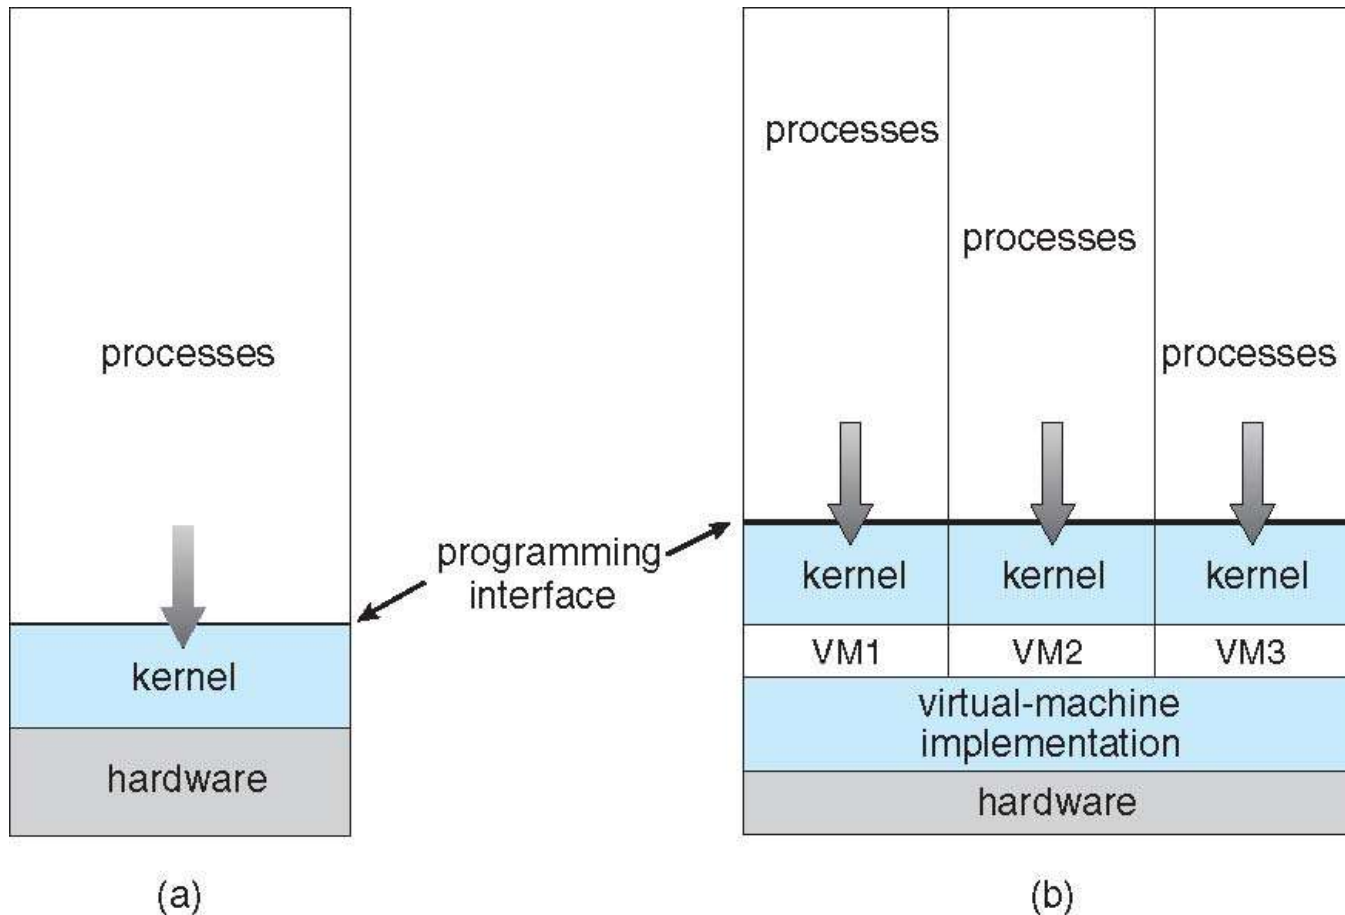 processes
kernel
hardware
(a)
programming
interface
processes
processes
processes
kernel
kernel
kernel
VM1
VM2
VM3
virtual-machine
implementation
hardware
(b)